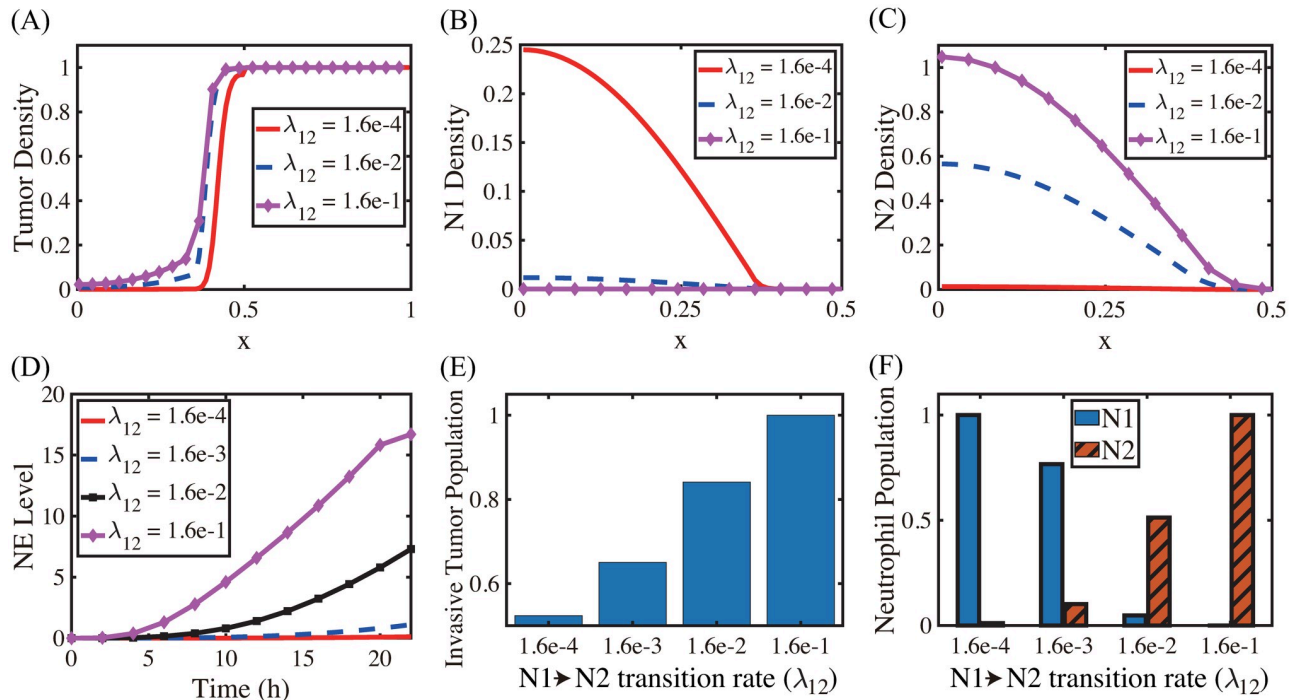 (A)
Tumor Density
1
0.8
0.6
0.4
0.2
0
0
0.5
1
x
λ12 = 1.6e-4
λ12 = 1.6e-2
λ12 = 1.6e-1
(B)
N1 Density
0.25
0.2
0.15
0.1
0.05
0
0
0.25
0.5
x
λ12 = 1.6e-4
λ12 = 1.6e-2
λ12 = 1.6e-1
(C)
N2 Density
1
0.8
0.6
0.4
0.2
0
0
0.25
0.5
x
λ12 = 1.6e-4
λ12 = 1.6e-2
λ12 = 1.6e-1
(D)
NE Level
20
15
10
5
0
0
5
10
15
20
Time (h)
λ12 = 1.6e-4
λ12 = 1.6e-3
λ12 = 1.6e-2
λ12 = 1.6e-1
(E)
Invasive Tumor Population
1
0.8
0.6
1.6e-4
1.6e-3
1.6e-2
1.6e-1
N1➤N2 transition rate (λ12)
(F)
Neutrophil Population
1
0.5
0
N1
N2
1.6e-4
1.6e-3
1.6e-2
1.6e-1
N1➤N2 transition rate (λ12)